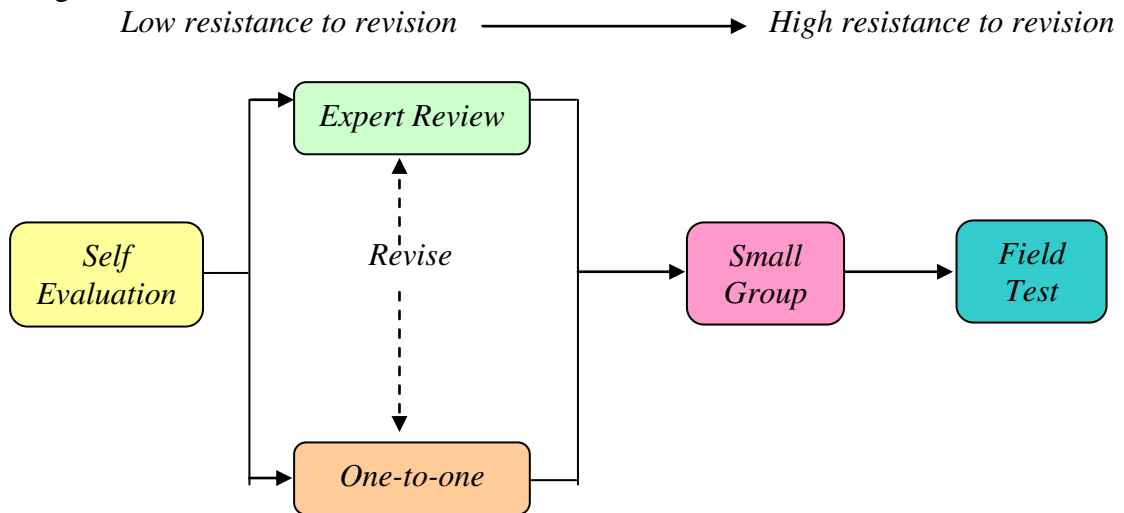 Low resistance to revision
High resistance to revision
Expert Review
Self
Evaluation
Revise
Small
Group
Field
Test
One-to-one